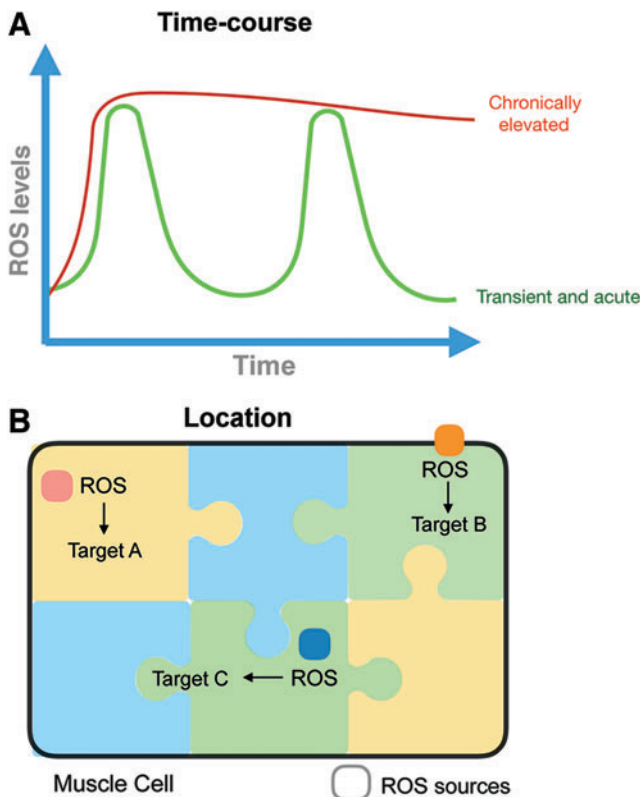 A
Time-course
ROS levels
Chronically
elevated
Transient and acute
Time
B
Location
ROS
Target A
ROS
Target B
Target C
ROS
Muscle Cell
ROS sources